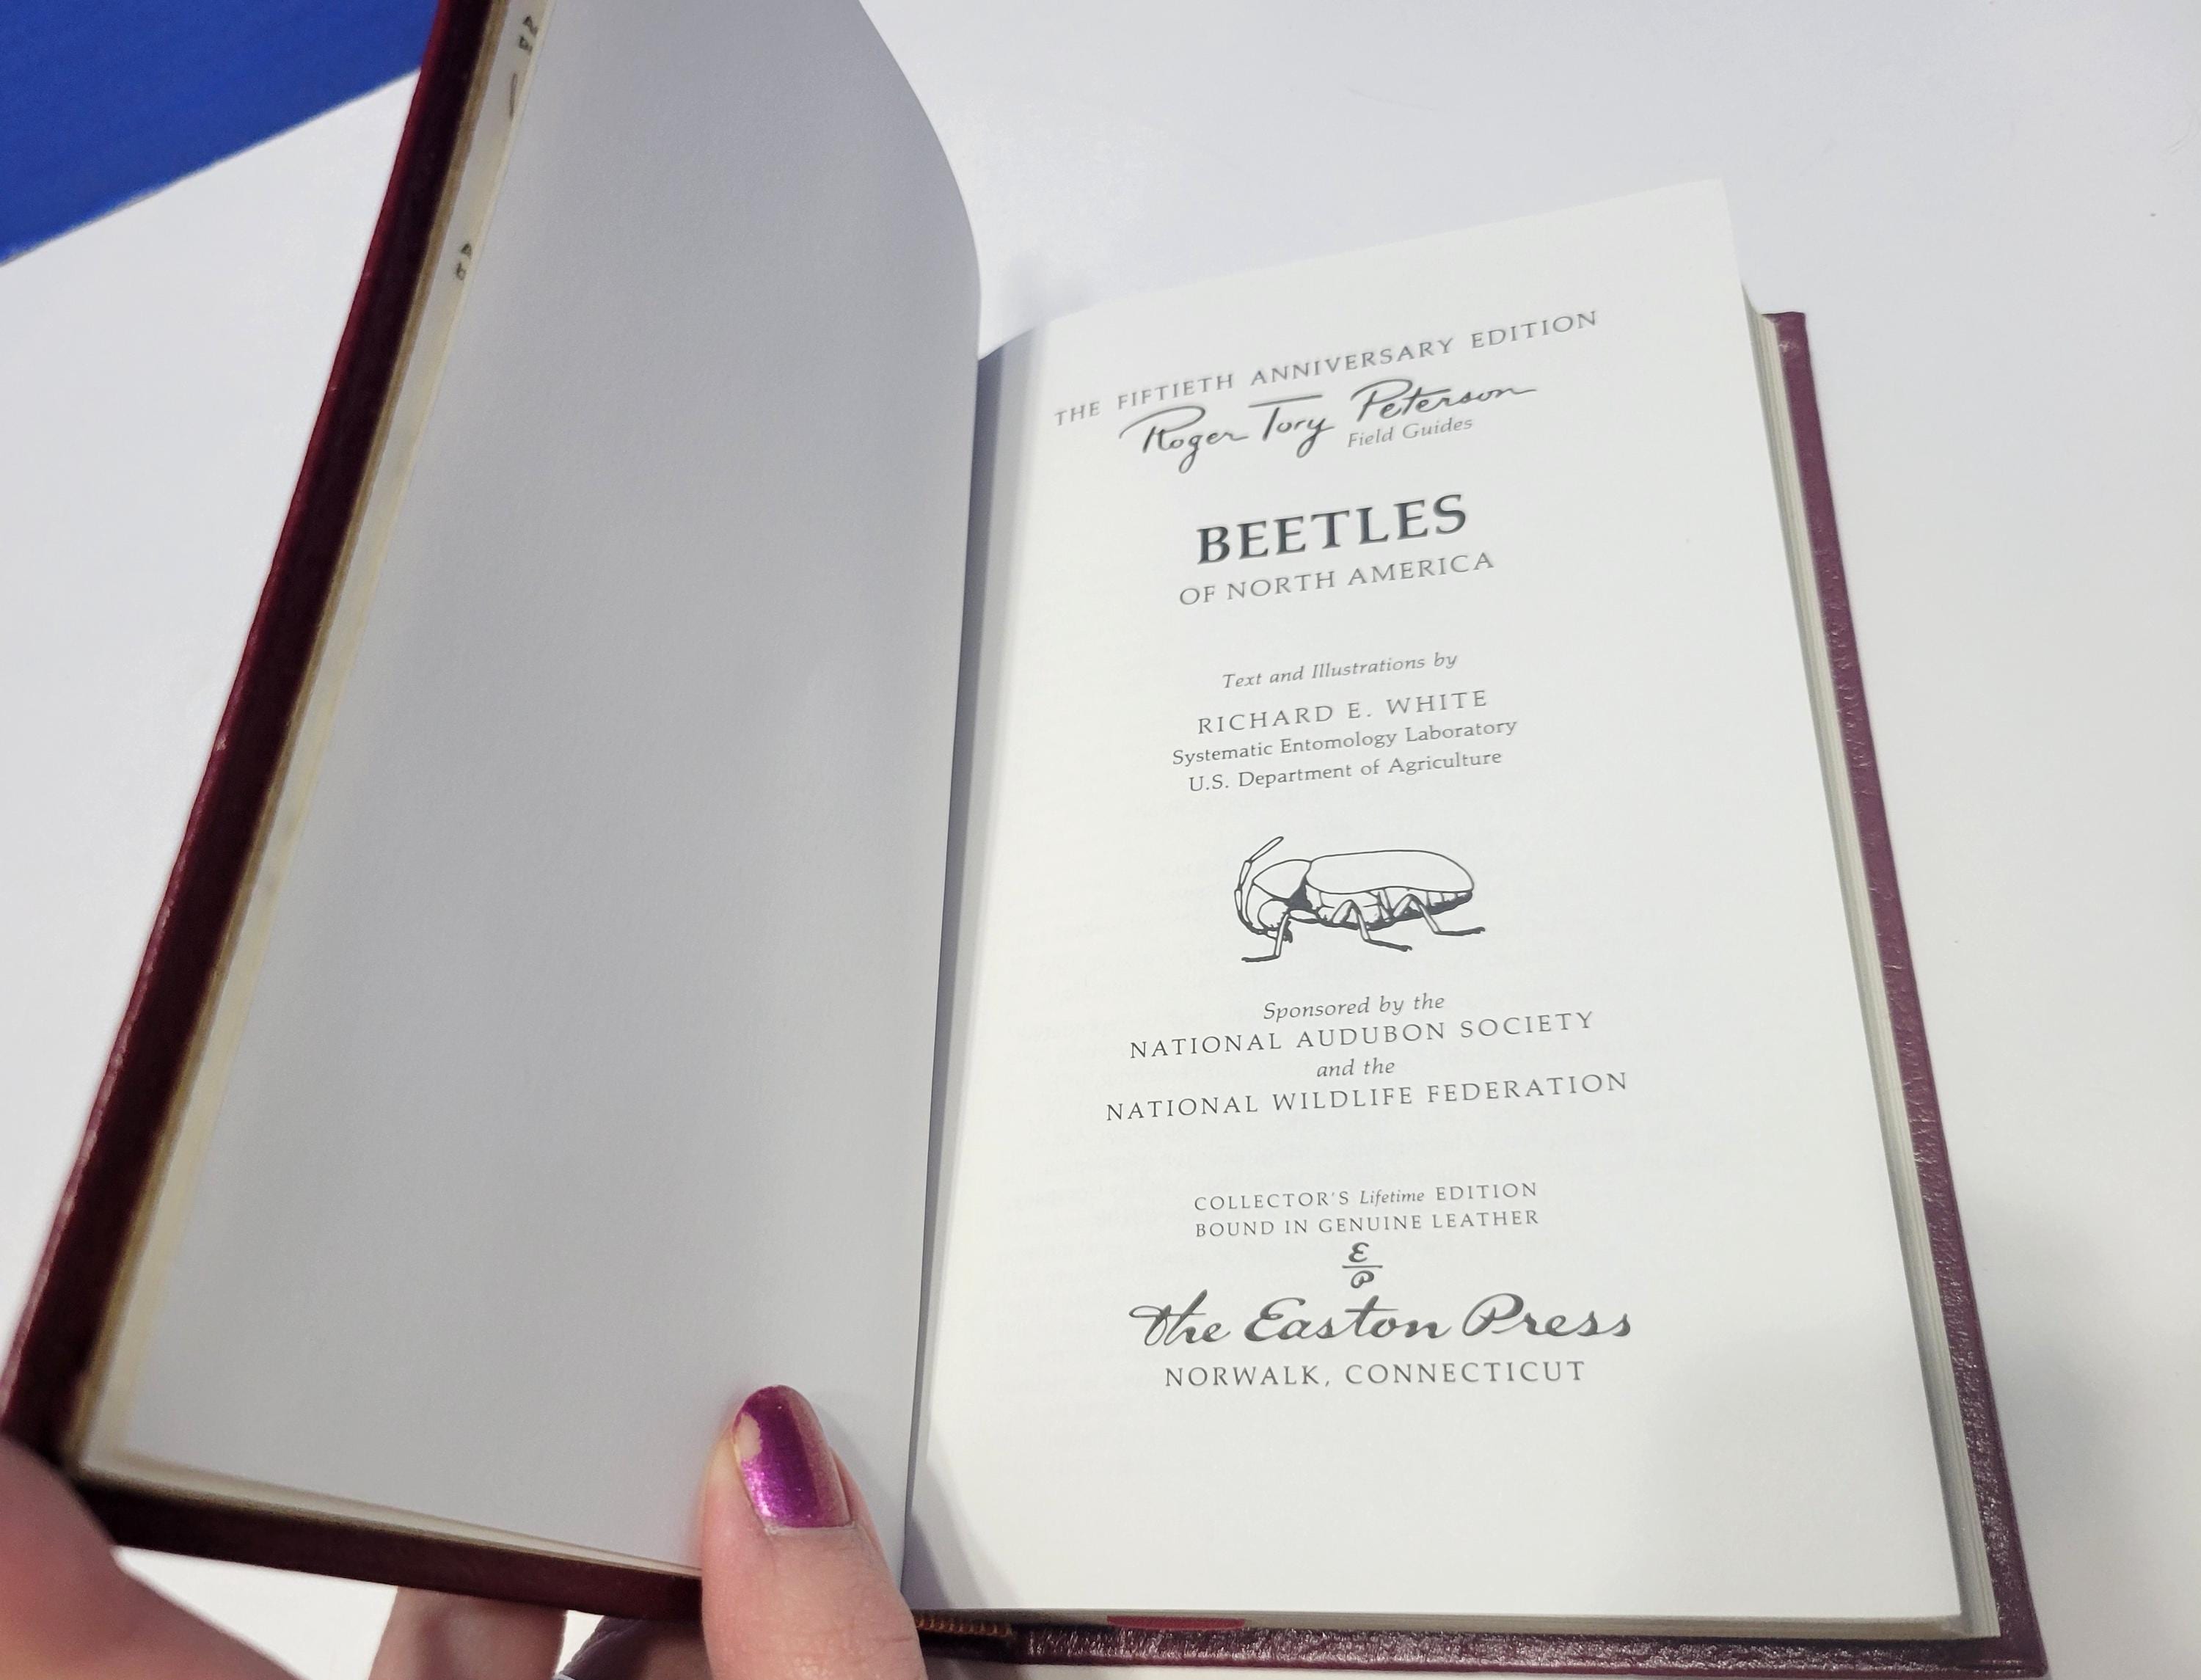 THE FIFTIETH ANNIVERSARY EDITION
Roger Tory Peterson
Field Guides
BEETLES
OF NORTH AMERICA
Text and Illustrations by
RICHARD E. WHITE
Systematic Entomology Laboratory
U.S. Department of Agriculture
Sponsored by the
NATIONAL AUDUBON SOCIETY
and the
NATIONAL WILDLIFE FEDERATION
COLLECTOR'S Lifetime EDITION
BOUND IN GENUINE LEATHER
E
P
The Easton Press
NORWALK, CONNECTICUT